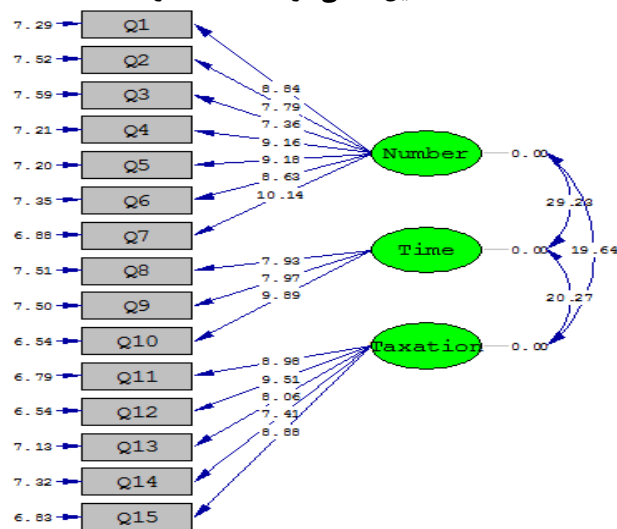 7.29 Q1
7.52 Q2
8.84
7.59 Q3
7.79
7.36
7.21 Q4
9.16
Number 0.00
7.20 Q5
9.18
8.63
7.35 Q6
10.14
29.23
6.88 Q7
7.51 Q8
7.93
Time 0.00 19.64
7.97
7.50 Q9
9.89
20.27
6.54 Q10
Taxation 0.00
6.79 Q11
8.98
9.51
6.54 Q12
8.06
7.41
7.13 Q13
8.88
7.32 Q14
6.83 Q15